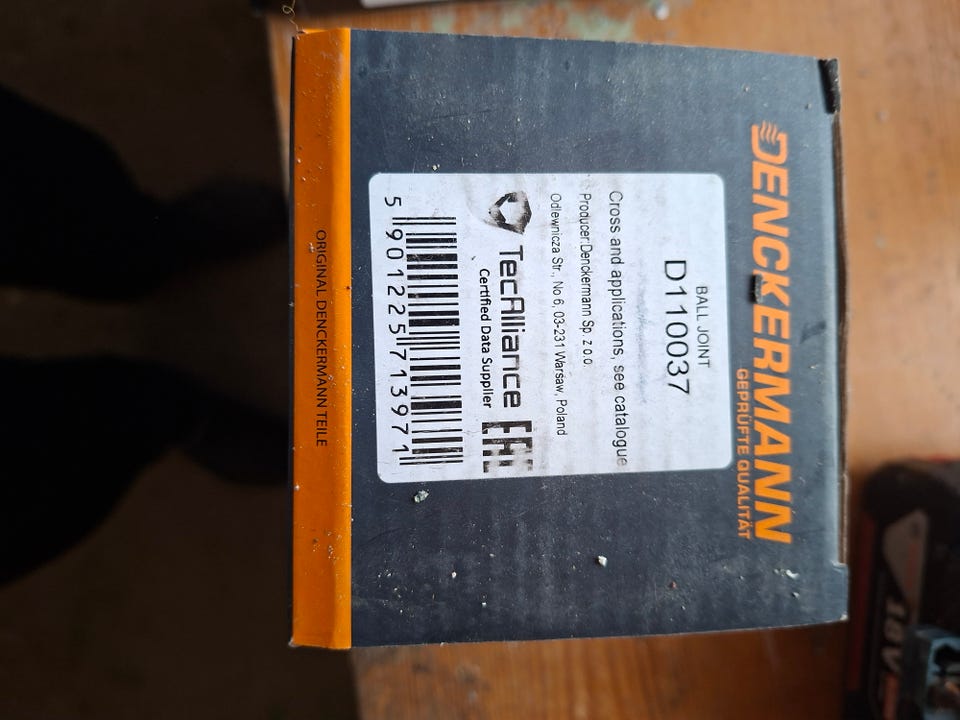 DENCKERMANN
GEPRÜFTE QUALITÄT
BALL JOINT
D110037
Cross and applications, see catalogue
Producer:Denckermann Sp. z o.o.
Odlewnicza Str., No 6, 03-231 Warsaw, Poland
TecAlliance
Certified Data Supplier
EAC
5 901225 713971
ORIGINAL DENCKERMANN TEILE
18V